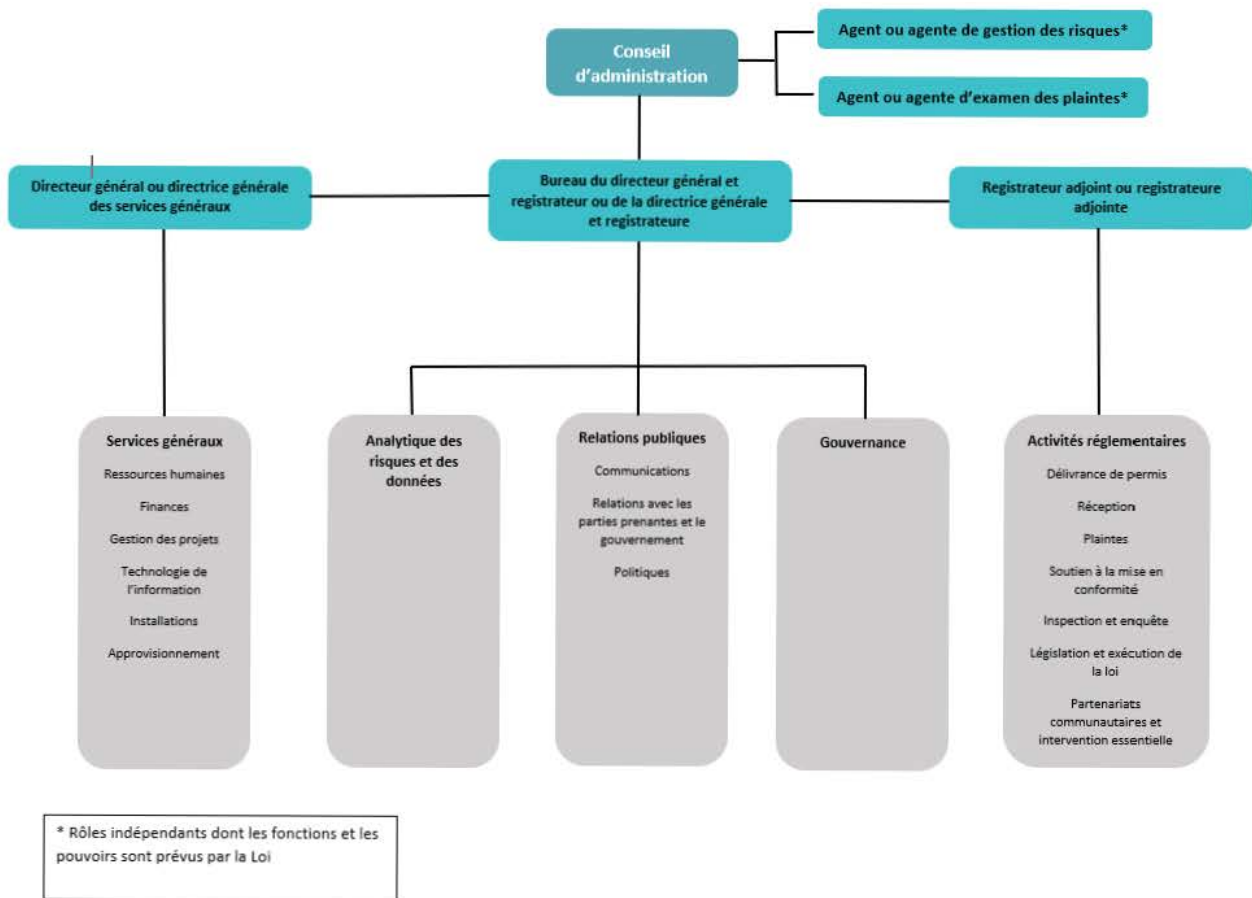 Conseil
d'administration
Agent ou agente de gestion des risques*
Agent ou agente d'examen des plaintes*
Directeur général ou directrice générale
des services généraux
Bureau du directeur général et
registrateur ou de la directrice générale
et registrateure
Registrateur adjoint ou registrateure
adjointe
Services généraux
Ressources humaines
Finances
Gestion des projets
Technologie de
l'information
Installations
Approvisionnement
Analytique des
risques et des
données
Relations publiques
Communications
Relations avec les
parties prenantes et le
gouvernement
Politiques
Gouvernance
Activités réglementaires
Délivrance de permis
Réception
Plaintes
Soutien à la mise en
conformité
Inspection et enquête
Législation et exécution de
la loi
Partenariats
communautaires et
intervention essentielle
* Rôles indépendants dont les fonctions et les
pouvoirs sont prévus par la Loi